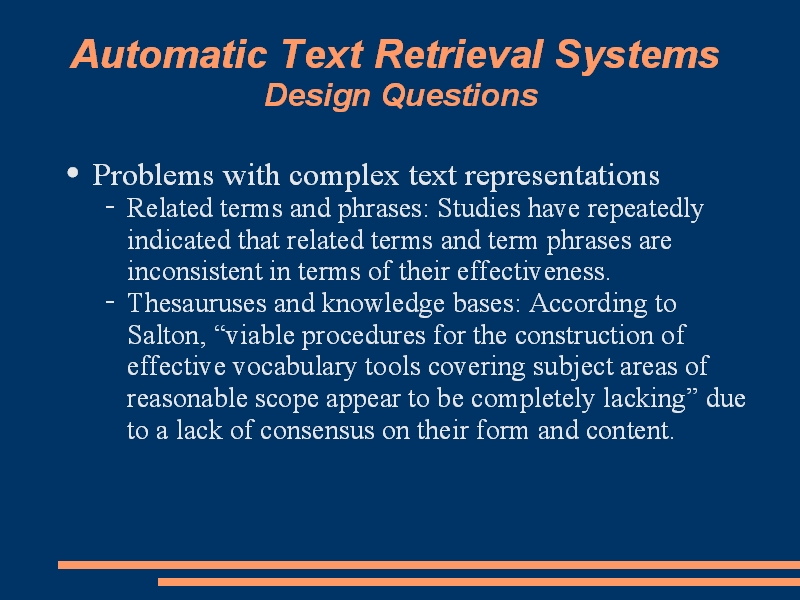 Automatic Text Retrieval Systems
Design Questions
• Problems with complex text representations
- Related terms and phrases: Studies have repeatedly
indicated that related terms and term phrases are
inconsistent in terms of their effectiveness.
- Thesauruses and knowledge bases: According to
Salton, “viable procedures for the construction of
effective vocabulary tools covering subject areas of
reasonable scope appear to be completely lacking” due
to a lack of consensus on their form and content.